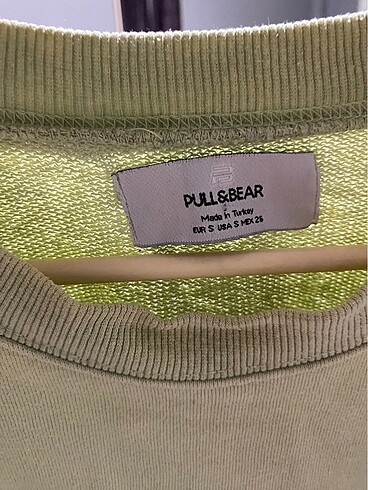 PULL&BEAR
Made in Turkey
EUR S USA S MEX 26